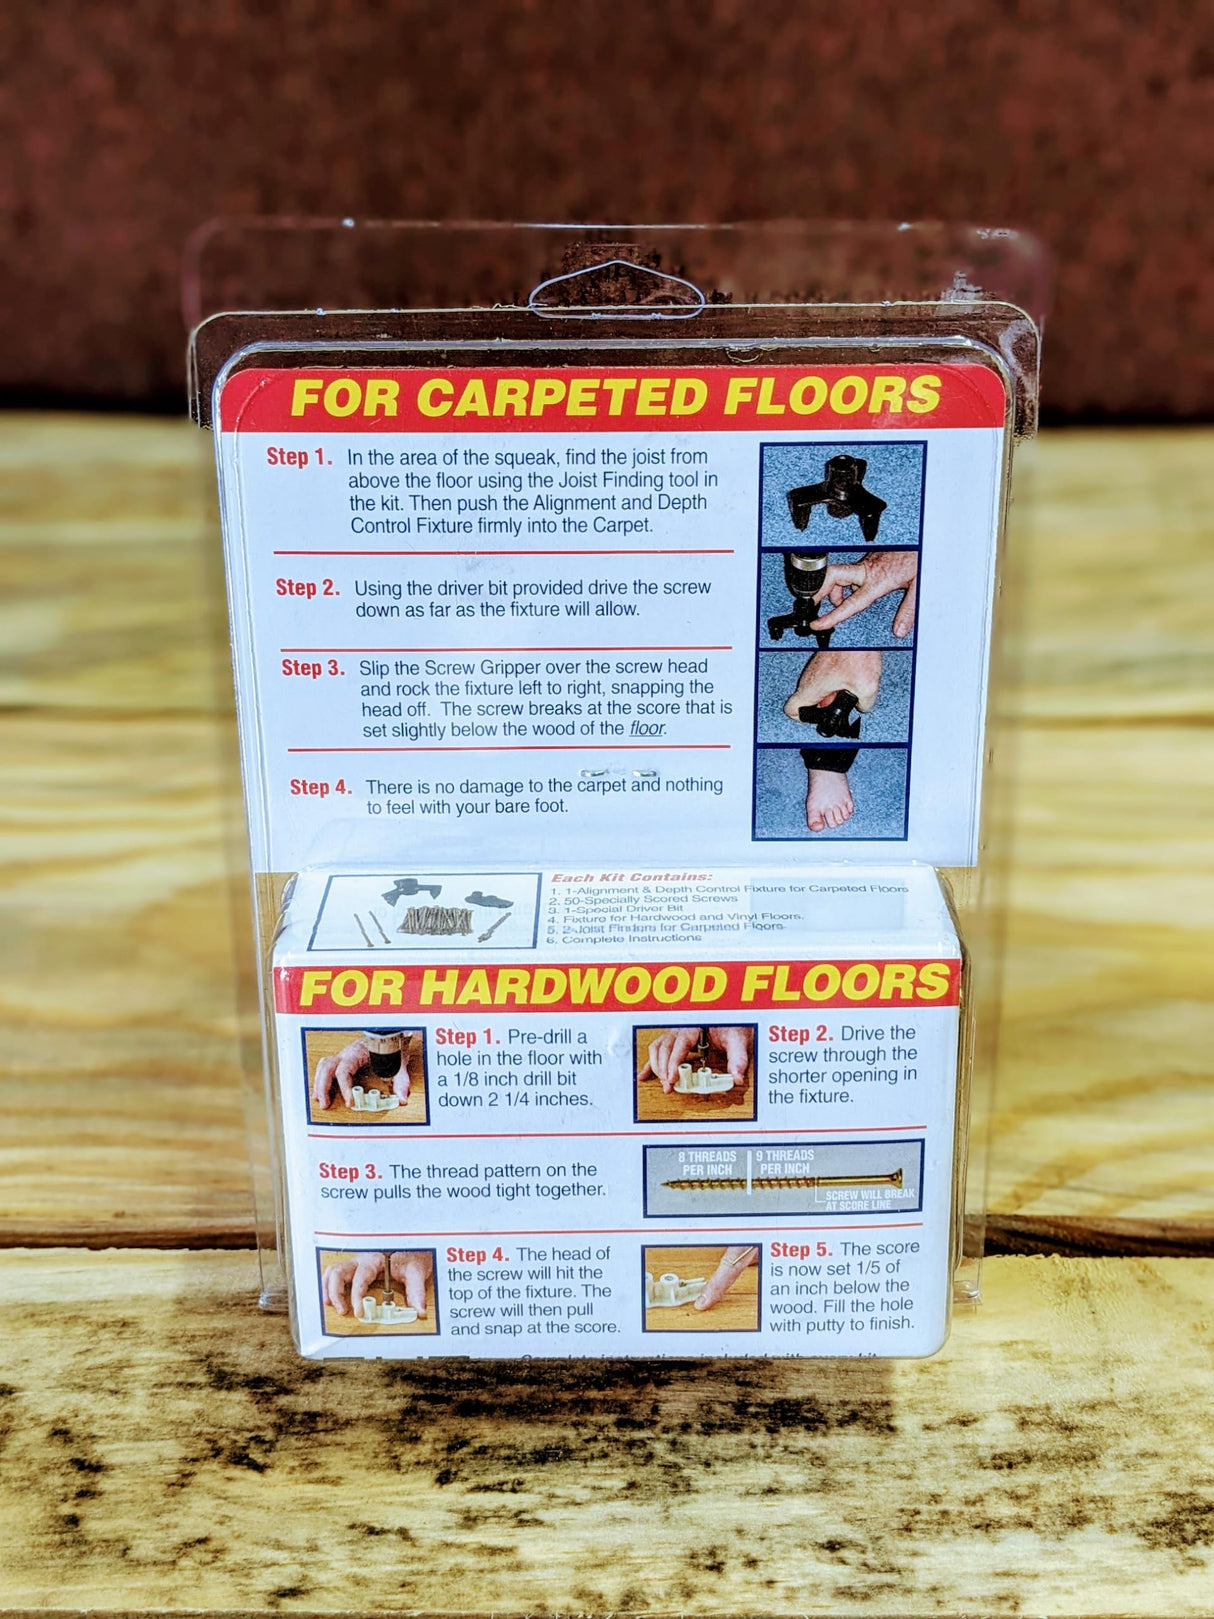 FOR CARPETED FLOORS
Step 1. In the area of the squeak, find the joist from
above the floor using the Joist Finding tool in
the kit. Then push the Alignment and Depth
Control Fixture firmly into the Carpet.
Step 2. Using the driver bit provided drive the screw
down as far as the fixture will allow.
Step 3. Slip the Screw Gripper over the screw head
and rock the fixture left to right, snapping the
head off. The screw breaks at the score that is
set slightly below the wood of the floor.
Step 4. There is no damage to the carpet and nothing
to feel with your bare foot.
Each Kit Contains:
1. 1-Alignment & Depth Control Fixture for Carpeted Floors
2. 50-Specially Scored Screws
3. 1-Special Driver Bit
4. Fixture for Hardwood and Vinyl Floors.
5. 2-Joist Finders for Carpeted Floors
6. Complete Instructions
FOR HARDWOOD FLOORS
Step 1. Pre-drill a
hole in the floor with
a 1/8 inch drill bit
down 2 1/4 inches.
Step 2. Drive the
screw through the
shorter opening in
the fixture.
Step 3. The thread pattern on the
screw pulls the wood tight together.
8 THREADS
PER INCH
9 THREADS
PER INCH
SCREW WILL BREAK
AT SCORE LINE
Step 4. The head of
the screw will hit the
top of the fixture. The
screw will then pull
and snap at the score.
Step 5. The score
is now set 1/5 of
an inch below the
wood. Fill the hole
with putty to finish.